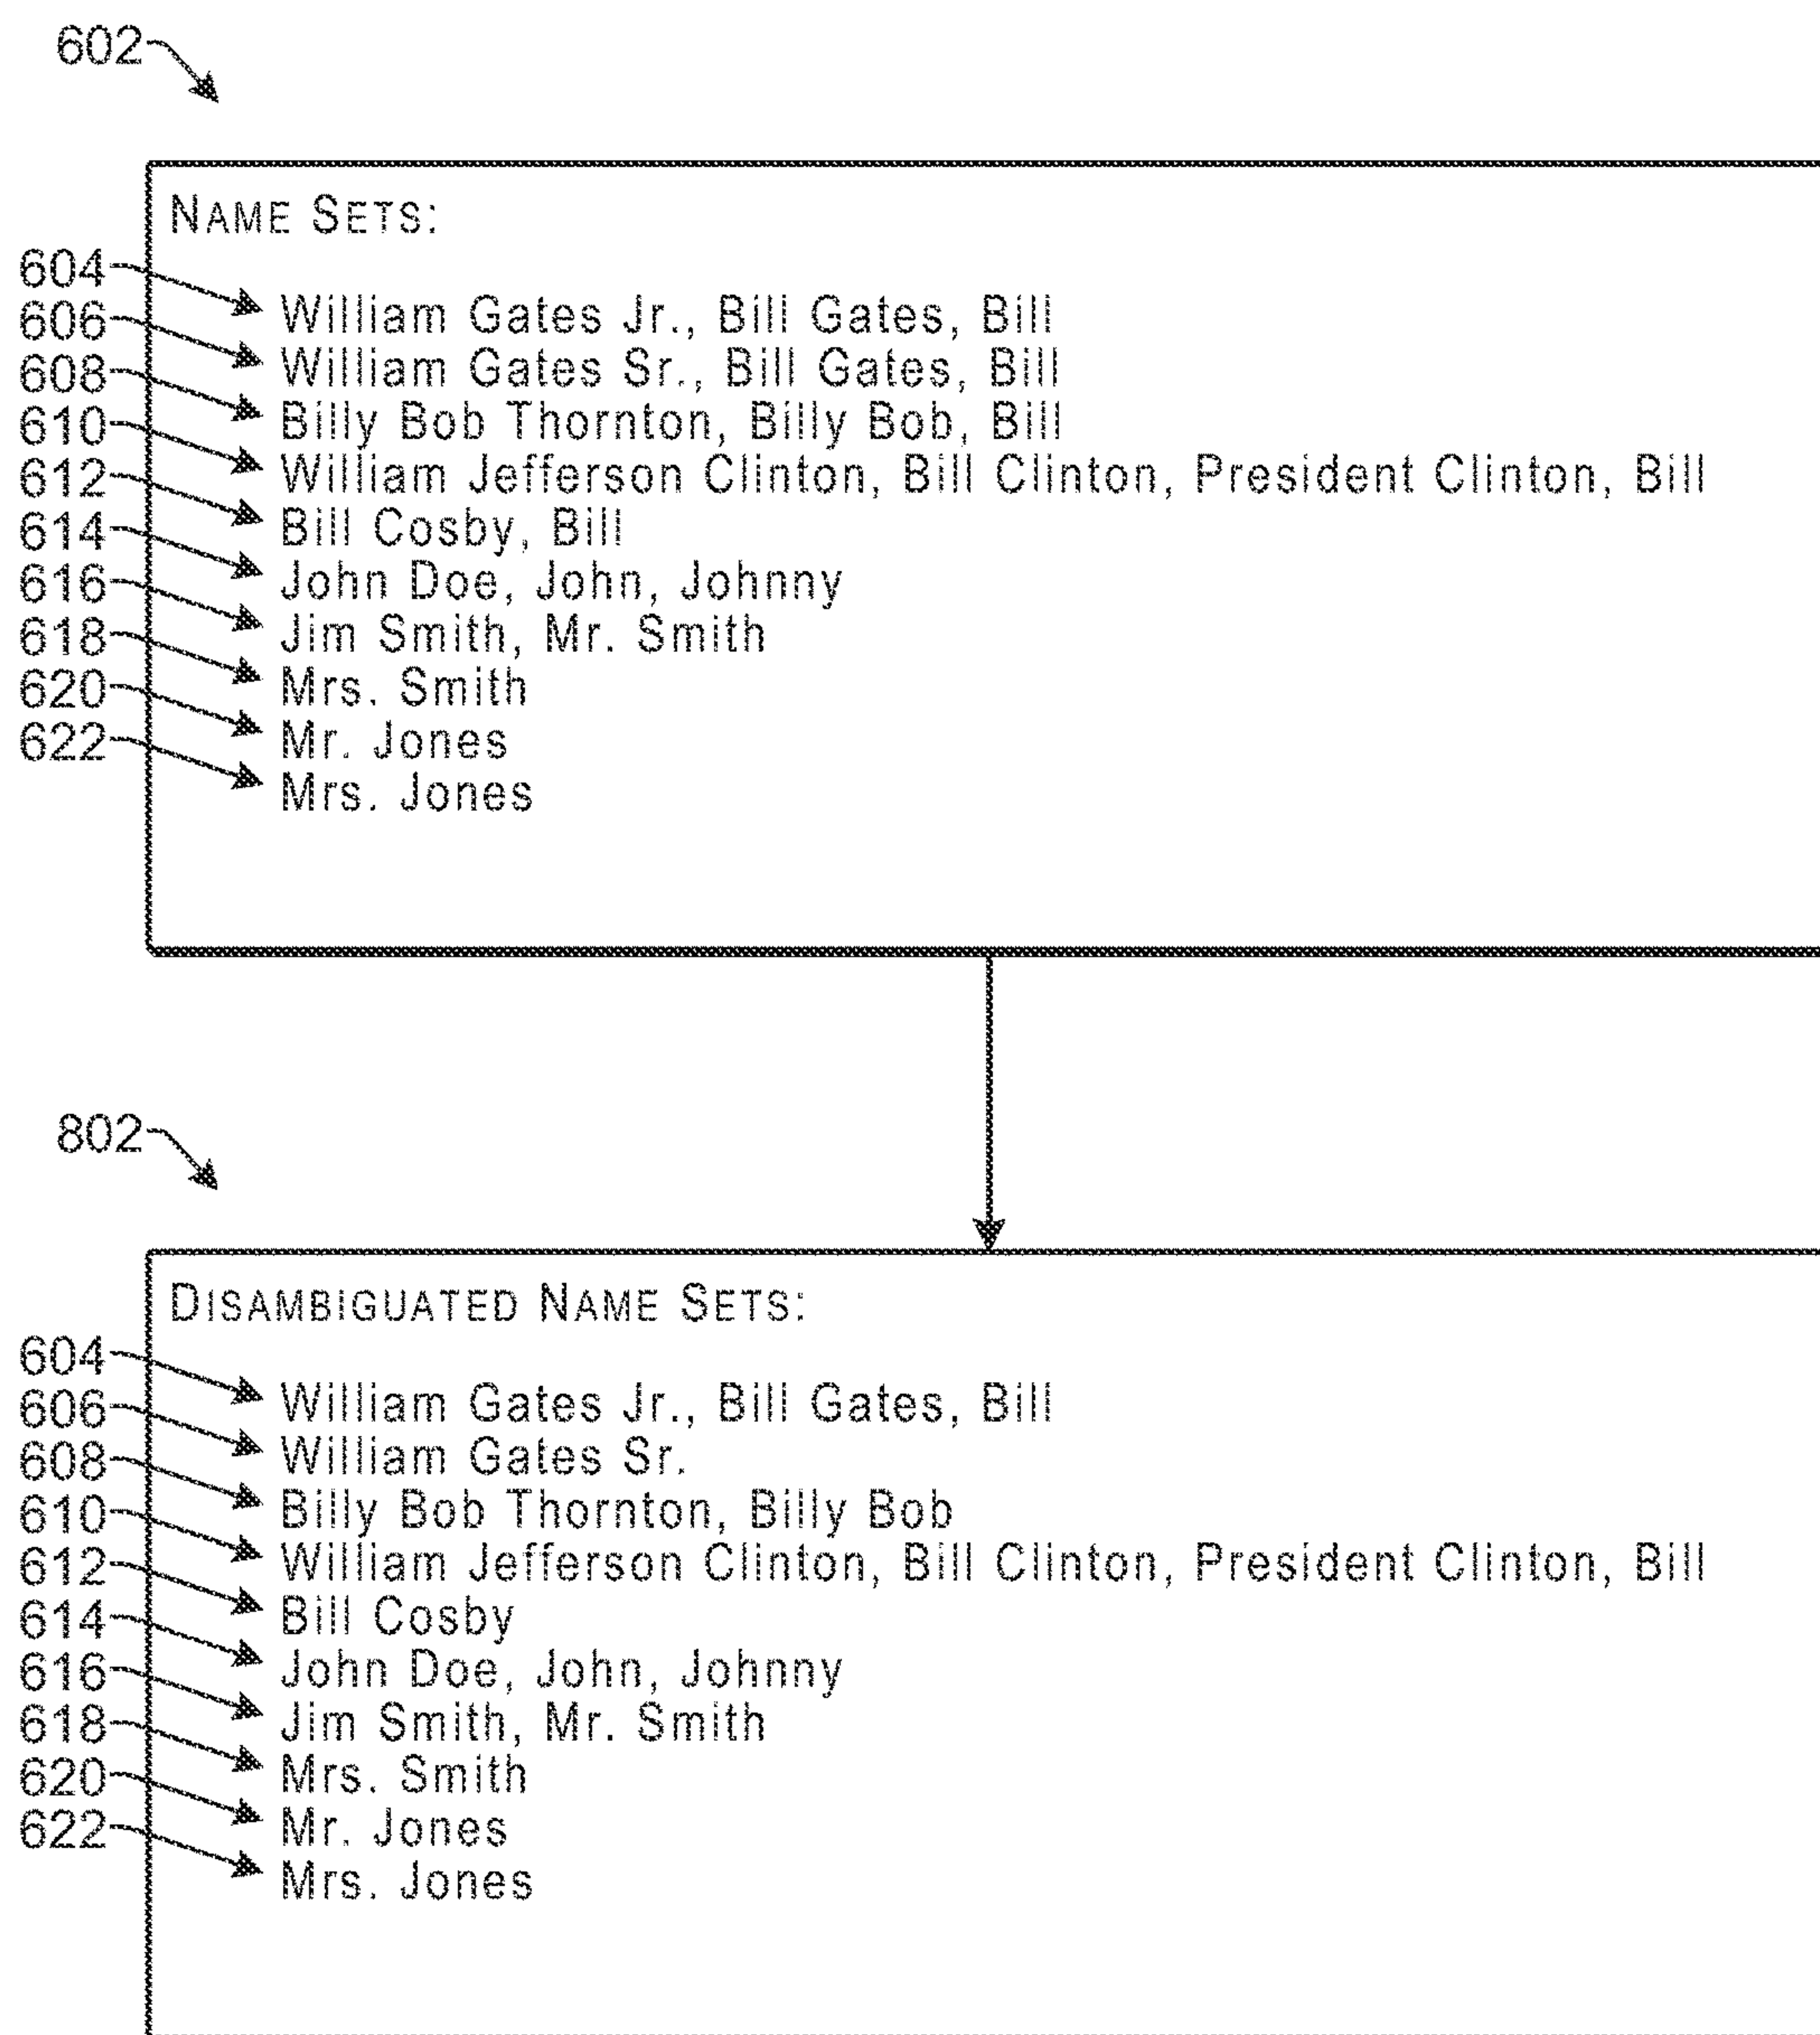 602
NAME SETS:
604
William Gates Jr., Bill Gates, Bill
606
William Gates Sr., Bill Gates, Bill
608
Billy Bob Thornton, Billy Bob, Bill
610
William Jefferson Clinton, Bill Clinton, President Clinton, Bill
612
Bill Cosby, Bill
614
John Doe, John, Johnny
616
Jim Smith, Mr. Smith
618
Mrs. Smith
620
Mr. Jones
622
Mrs. Jones
802
DISAMBIGUATED NAME SETS:
604
William Gates Jr., Bill Gates, Bill
606
William Gates Sr.
608
Billy Bob Thornton, Billy Bob
610
William Jefferson Clinton, Bill Clinton, President Clinton, Bill
612
Bill Cosby
614
John Doe, John, Johnny
616
Jim Smith, Mr. Smith
618
Mrs. Smith
620
Mr. Jones
622
Mrs. Jones